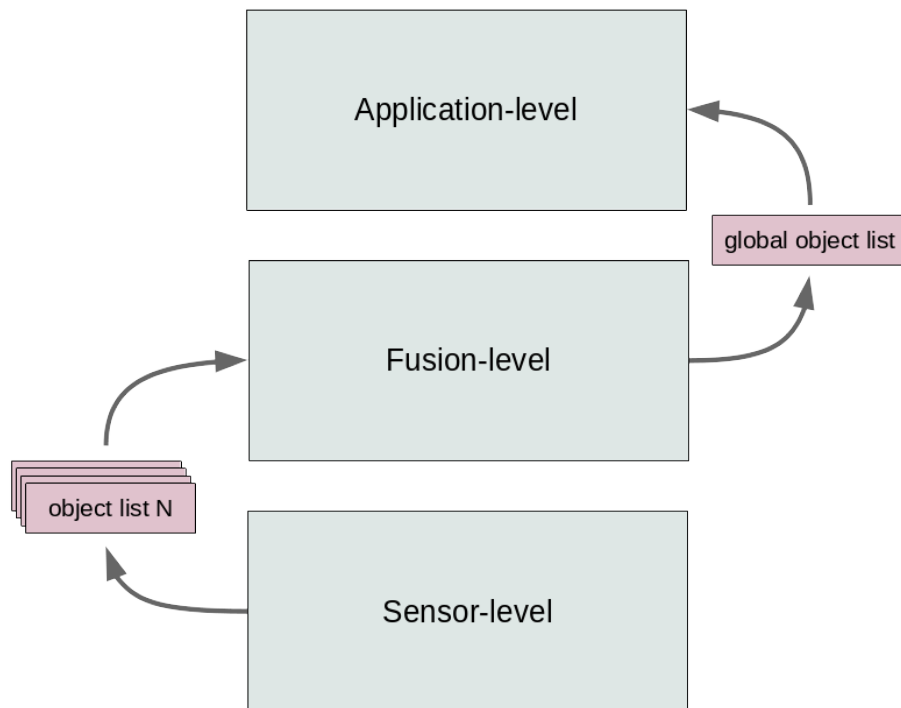 Application-level
global object list
Fusion-level
object list N
Sensor-level